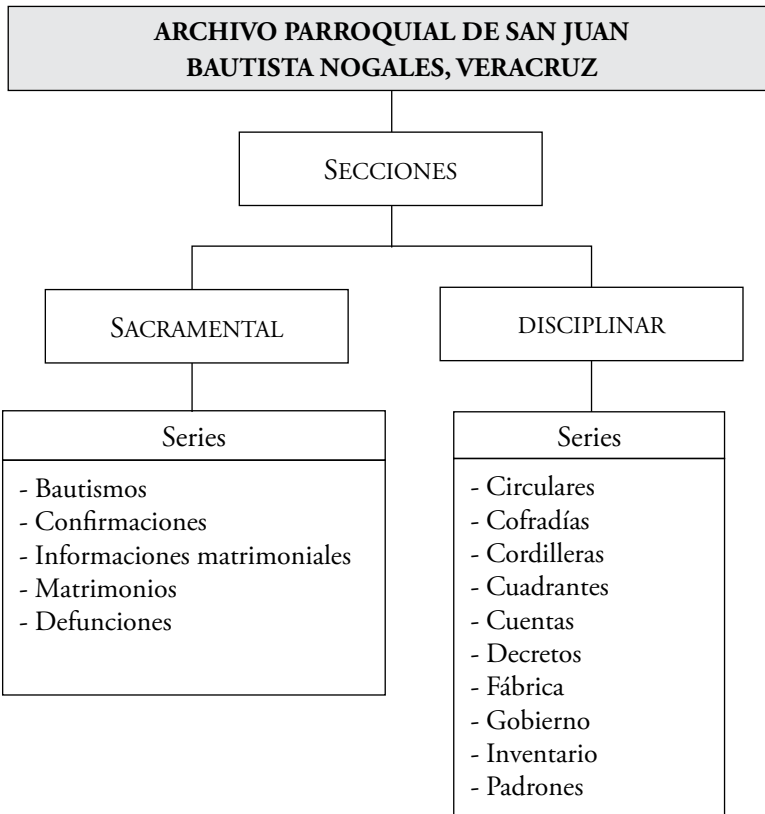 ARCHIVO PARROQUIAL DE SAN JUAN
BAUTISTA NOGALES, VERACRUZ
SECCIONES
SACRAMENTAL
DISCIPLINAR
Series
- Bautismos
- Confirmaciones
- Informaciones matrimoniales
- Matrimonios
- Defunciones
Series
- Circulares
- Cofradías
- Cordilleras
- Cuadrantes
- Cuentas
- Decretos
- Fábrica
- Gobierno
- Inventario
- Padrones